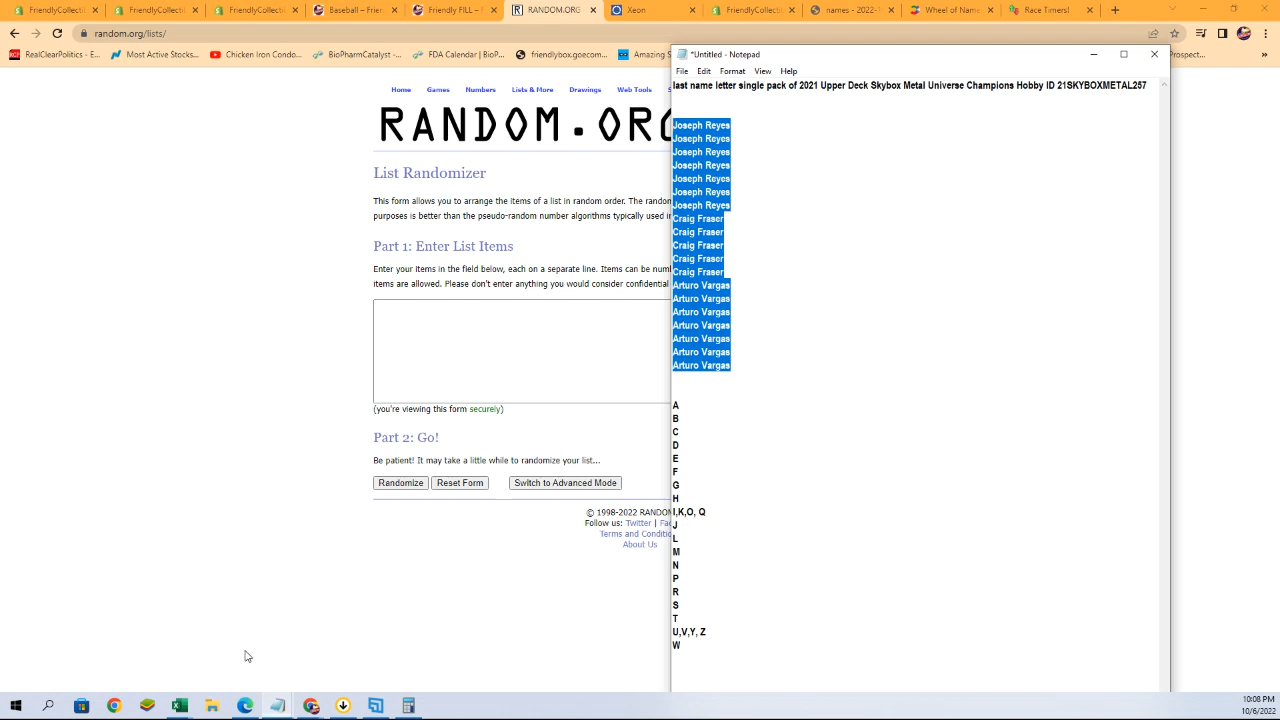 FriendlyCollecti
FriendlyCollecti
FriendlyCollecti
Baseball – Frien
Friendly FILL –
RANDOM.ORG
Xeon
FriendlyCollecti
names - 2022-1
Wheel of Name
Race Timers!
random.org/lists/
RealClearPolitics - E...
Most Active Stocks...
Chicken Iron Condo...
BioPharmCatalyst -...
FDA Calendar | BioP...
friendlybox.goecom...
Amazing S
Prospect...
*Untitled - Notepad
File Edit Format View Help
last name letter single pack of 2021 Upper Deck Skybox Metal Universe Champions Hobby ID 21SKYBOXMETAL257
Home Games Numbers Lists & More Drawings Web Tools
RANDOM.ORG
List Randomizer
This form allows you to arrange the items of a list in random order. The random
purposes is better than the pseudo-random number algorithms typically used in
Part 1: Enter List Items
Enter your items in the field below, each on a separate line. Items can be num
items are allowed. Please don't enter anything you would consider confidential
(you're viewing this form securely)
Part 2: Go!
Be patient! It may take a little while to randomize your list...
Randomize Reset Form Switch to Advanced Mode
© 1998-2022 RANDOM
Follow us: Twitter | Fac
Terms and Conditio
About Us
Joseph Reyes
Joseph Reyes
Joseph Reyes
Joseph Reyes
Joseph Reyes
Joseph Reyes
Joseph Reyes
Craig Fraser
Craig Fraser
Craig Fraser
Craig Fraser
Craig Fraser
Arturo Vargas
Arturo Vargas
Arturo Vargas
Arturo Vargas
Arturo Vargas
Arturo Vargas
Arturo Vargas
A
B
C
D
E
F
G
H
I,K,O, Q
J
L
M
N
P
R
S
T
U,V,Y, Z
W
10:08 PM
10/6/2022